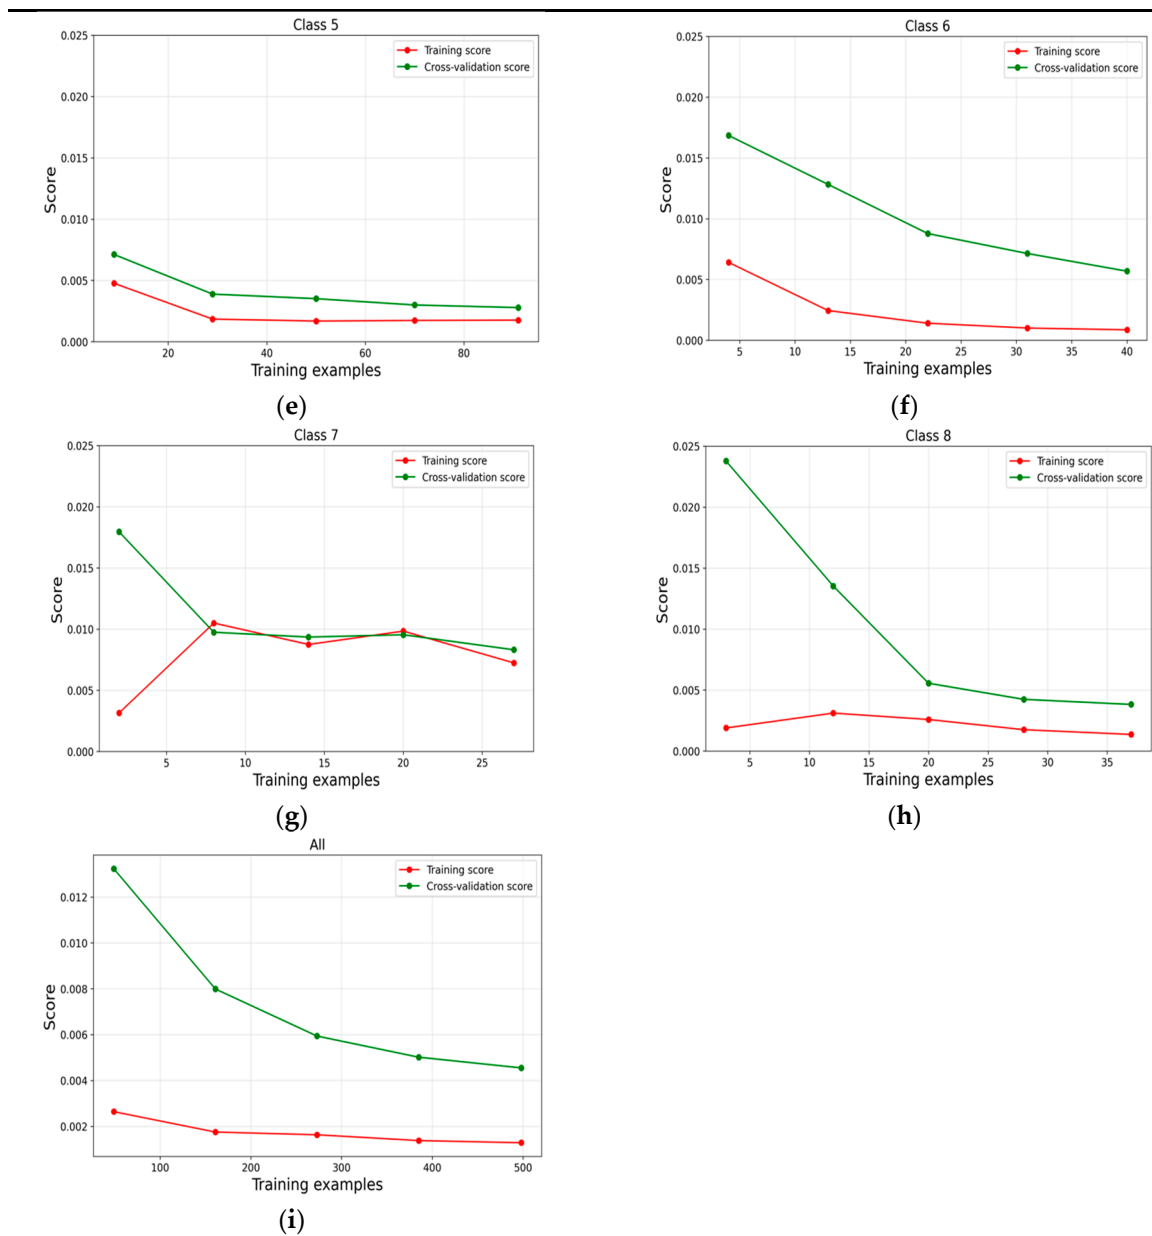 Class 5
0.025
0.020
0.015
0.010
0.005
0.000
Score
Training score
Cross-validation score
20 40 60 80
Training examples
(e)
Class 6
0.025
0.020
0.015
0.010
0.005
0.000
Score
Training score
Cross-validation score
5 10 15 20 25 30 35 40
Training examples
(f)
Class 7
0.025
0.020
0.015
0.010
0.005
0.000
Score
Training score
Cross-validation score
5 10 15 20 25
Training examples
(g)
Class 8
0.025
0.020
0.015
0.010
0.005
0.000
Score
Training score
Cross-validation score
5 10 15 20 25 30 35
Training examples
(h)
All
0.012
0.010
0.008
0.006
0.004
0.002
Score
Training score
Cross-validation score
100 200 300 400 500
Training examples
(i)